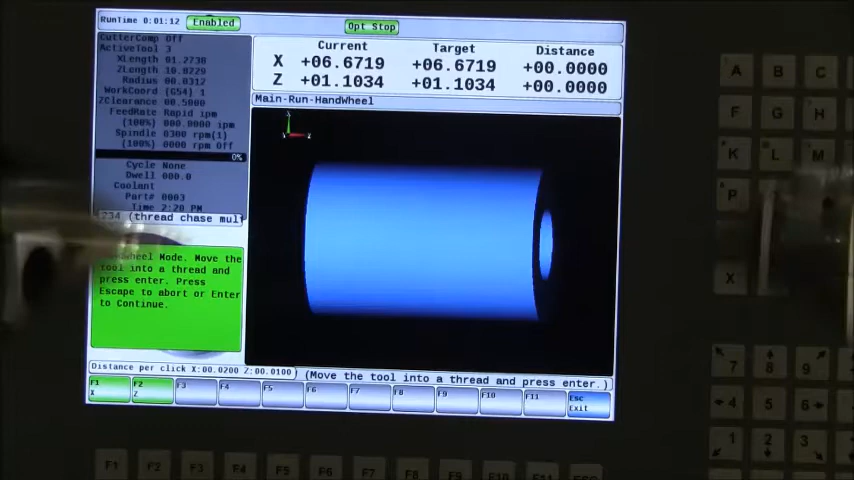 RunTime 0:01:12 Enabled Opt Stop
CutterComp Off
ActiveTool 3
XLength 01.2730
ZLength 10.8229
Radius 00.0312
WorkCoord (G54) 1
ZClearance 00.5000
FeedRate Rapid ipm
(100%) 000.0000 ipm
Spindle 0300 rpm(1)
(100%) 0000 rpm Off
0%
Cycle None
Dwell 000.0
Coolant
Part# 0003
Time 2:20 PM
234 (thread chase mul
Current Target Distance
X +06.6719 +06.6719 +00.0000
Z +01.1034 +01.1034 +00.0000
Main-Run-HandWheel
Mode. Move the
tool into a thread and
press enter. Press
Escape to abort or Enter
to Continue.
Distance per click X:00.0200 Z:00.0100
(Move the tool into a thread and press enter.)
F1 X
F2 Z
F3
F4
F5
F6
F7
F8
F9
F10
F11
Esc Exit
A B C
F G H
K L M
P
X
7 8 9
4 5 6
1 2 3
F1 F2 F3 F4 F5 F6 F7 F8 F9 F10 F11 ESC